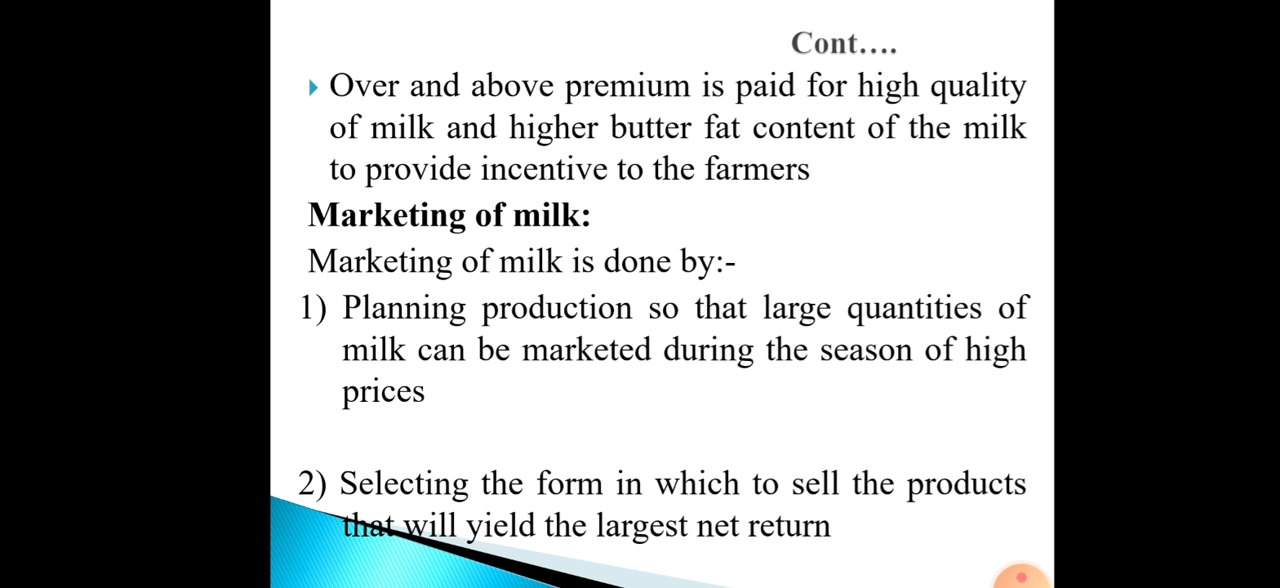 Cont....
Over and above premium is paid for high quality
of milk and higher butter fat content of the milk
to provide incentive to the farmers
Marketing of milk:
Marketing of milk is done by:-
1) Planning production so that large quantities of
milk can be marketed during the season of high
prices
2) Selecting the form in which to sell the products
that will yield the largest net return